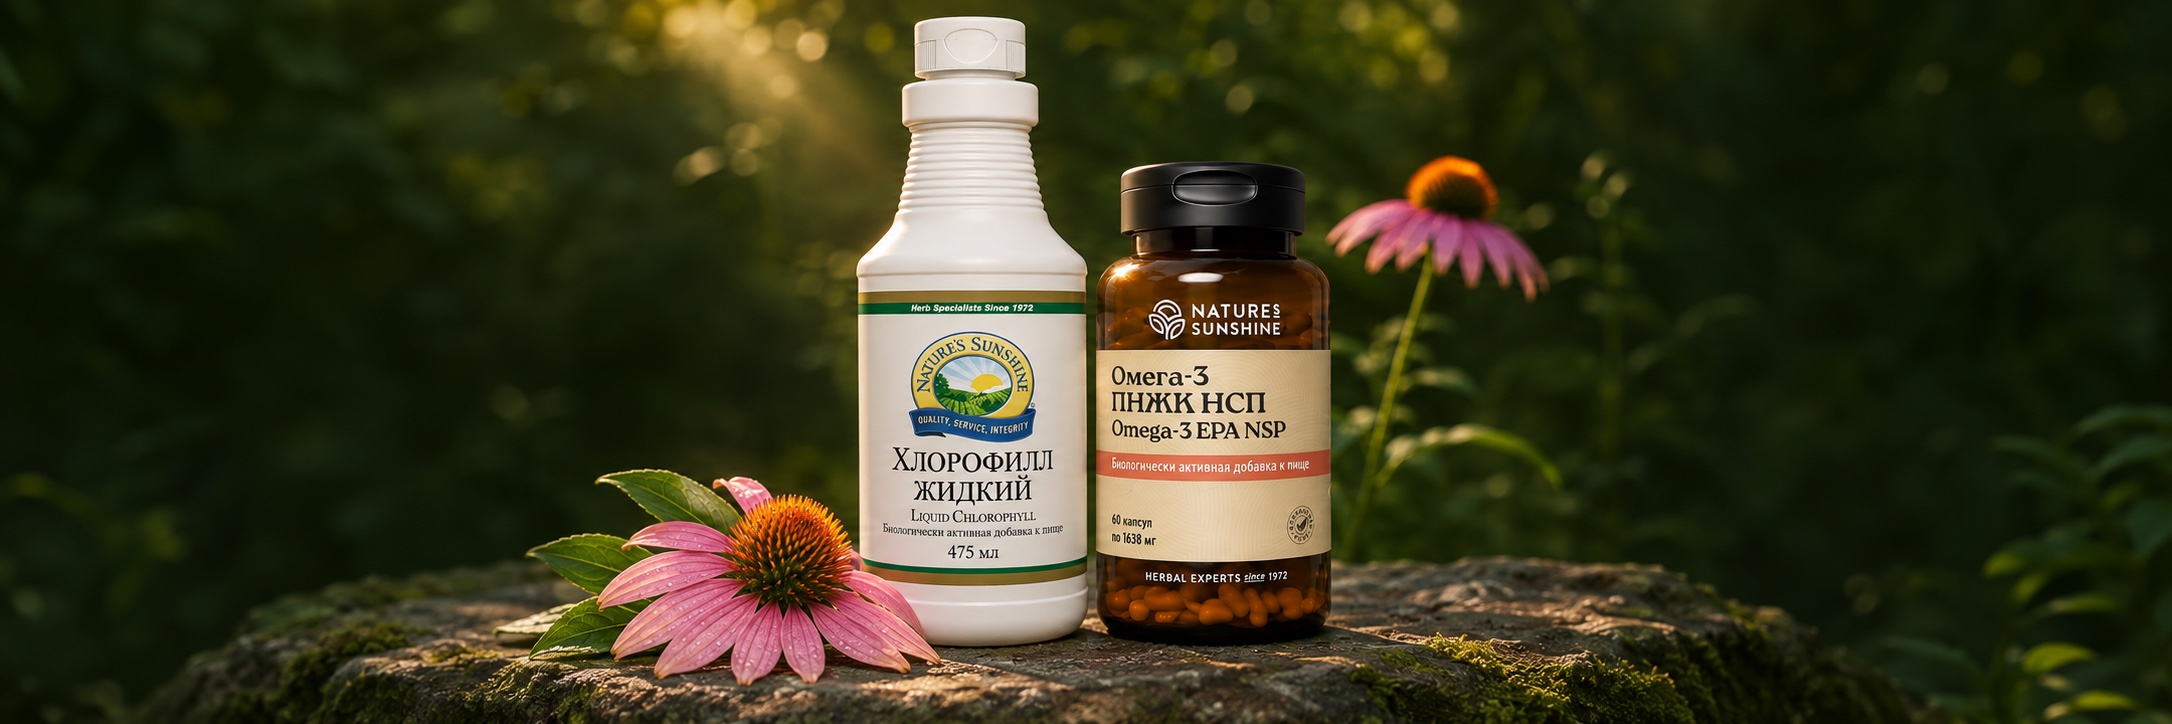 Herb Specialists Since 1972
NATURE'S SUNSHINE
QUALITY, SERVICE, INTEGRITY
ХЛОРОФИЛЛ
ЖИДКИЙ
LIQUID CHLOROPHYLL
Биологически активная добавка к пище
475 мл
NATURE'S
SUNSHINE
Омега-3
ПНЖК НСП
Omega-3 EPA NSP
Биологически активная добавка к пище
60 капсул
по 1638 мг
HERBAL EXPERTS since 1972